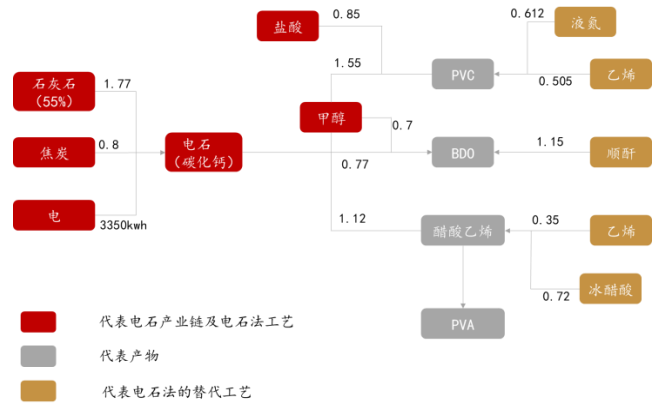 盐酸
0.85
0.612
液氮
石灰石
(55%)
1.77
1.55
PVC
0.505
乙烯
甲醇
0.7
焦炭
0.8
电石
(碳化钙)
0.77
BDO
1.15
顺酐
电
3350kwh
1.12
醋酸乙烯
0.35
乙烯
0.72
冰醋酸
PVA
代表电石产业链及电石法工艺
代表产物
代表电石法的替代工艺